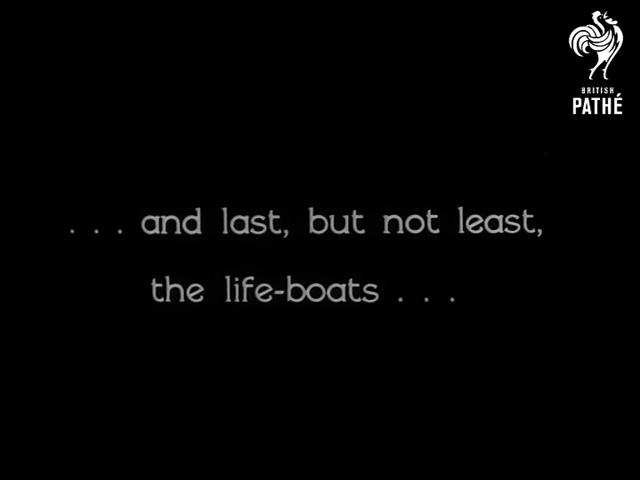 BRITISH
PATHÉ
. . . and last, but not least,
the life-boats . . .